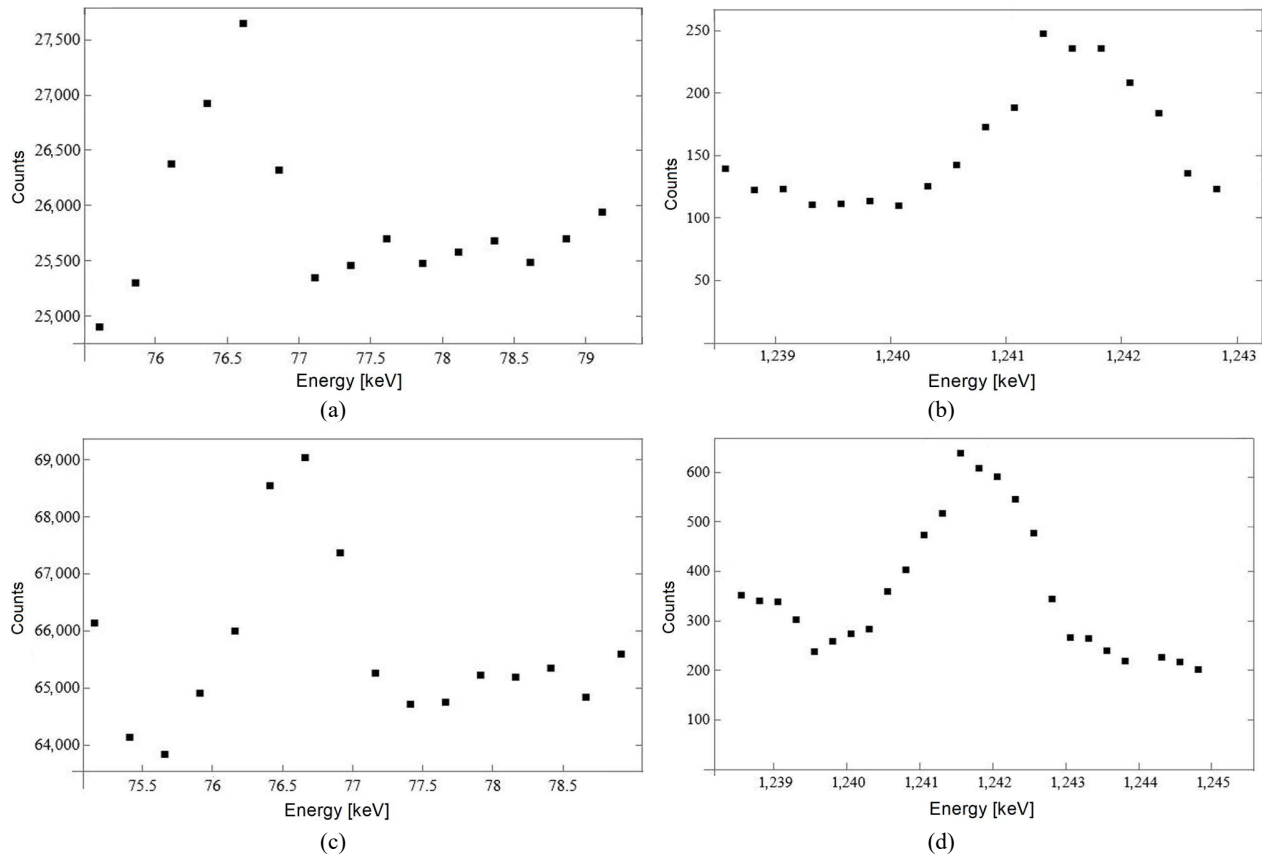 27,500
27,000
26,500
26,000
25,500
25,000
Counts
76 76.5 77 77.5 78 78.5 79
Energy [keV]
(a)
250
200
150
100
50
Counts
1,239 1,240 1,241 1,242 1,243
Energy [keV]
(b)
69,000
68,000
67,000
66,000
65,000
64,000
Counts
75.5 76 76.5 77 77.5 78 78.5
Energy [keV]
(c)
600
500
400
300
200
100
Counts
1,239 1,240 1,241 1,242 1,243 1,244 1,245
Energy [keV]
(d)